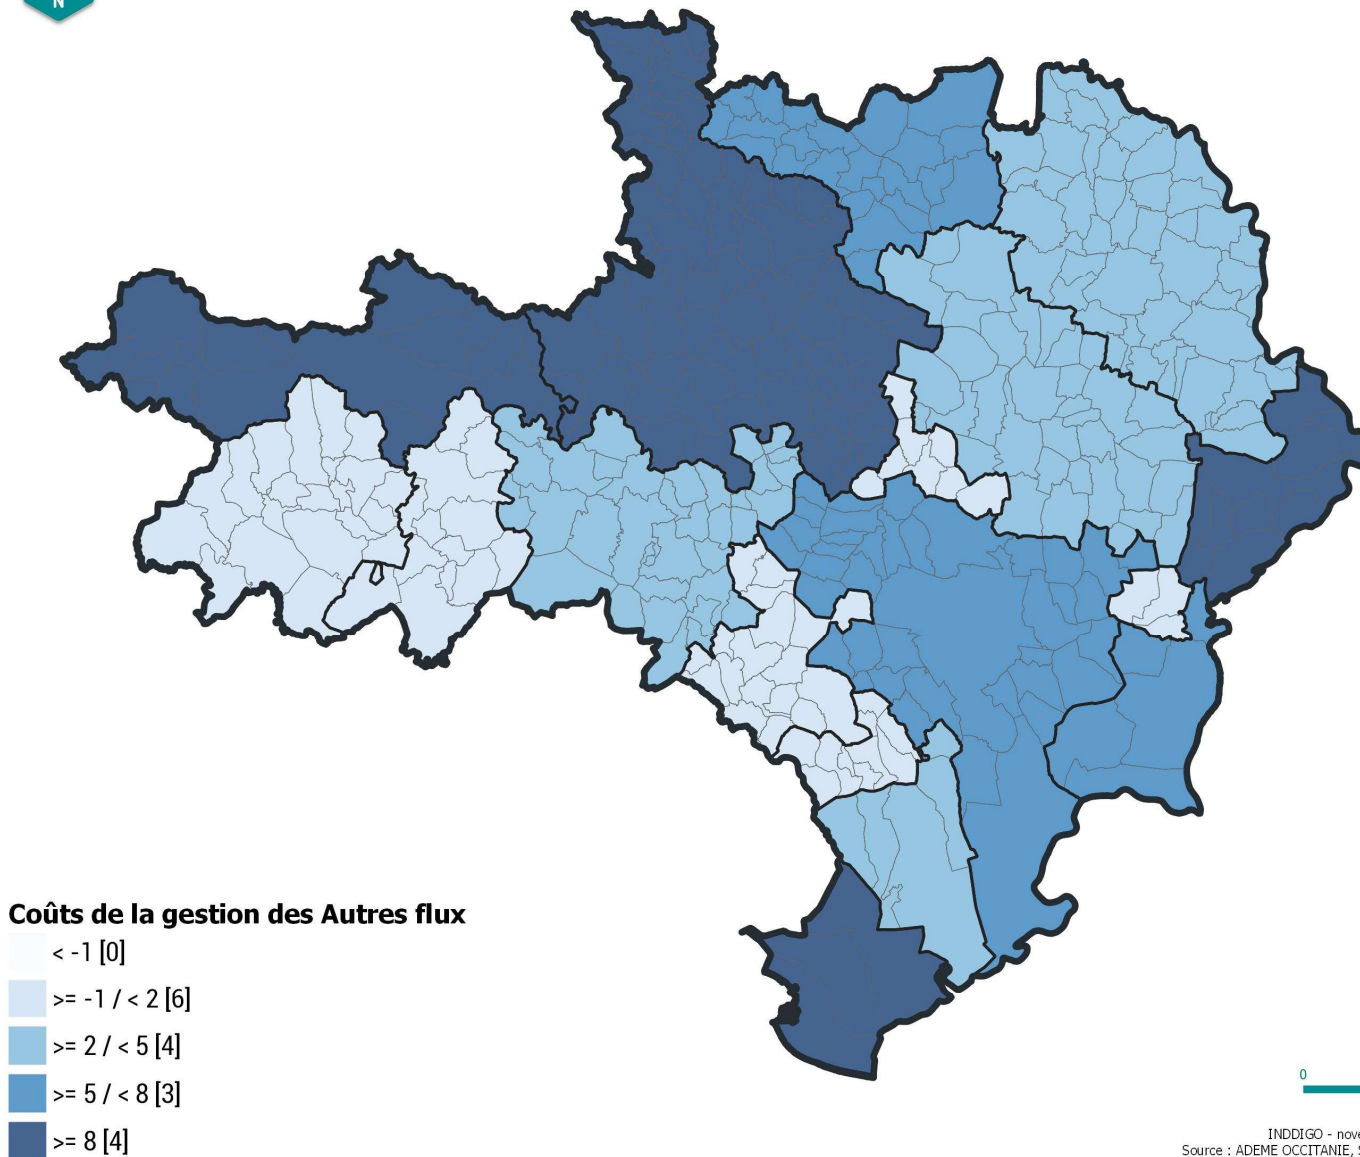 N
Coûts de la gestion des Autres flux
< -1 [0]
>= -1 / < 2 [6]
>= 2 / < 5 [4]
>= 5 / < 8 [3]
>= 8 [4]
0
INDDIGO - nove
Source : ADEME OCCITANIE, S